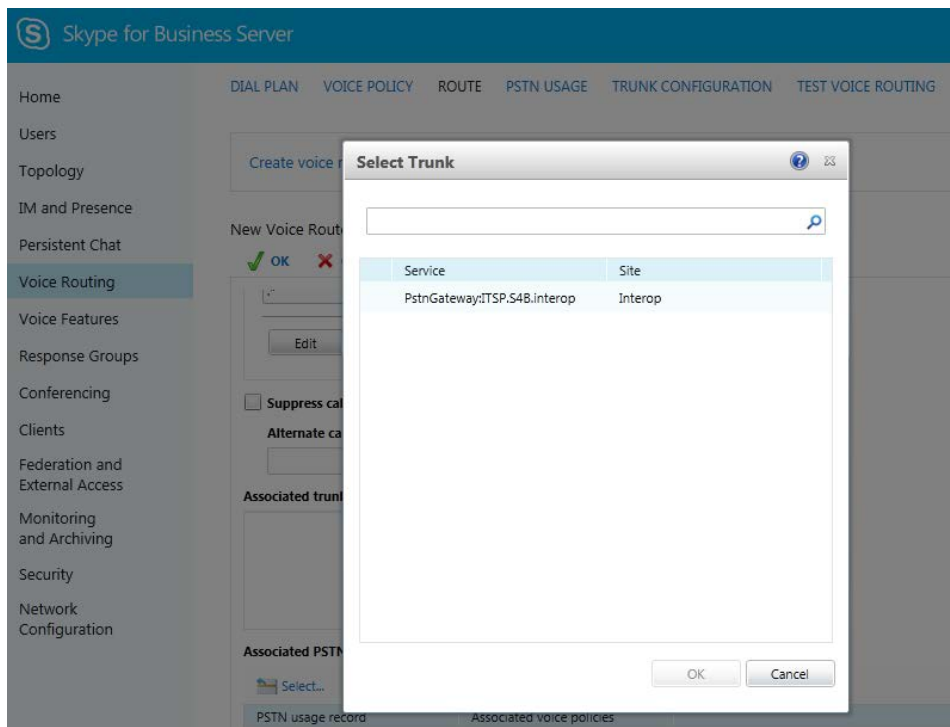 Skype for Business Server
Home
Users
Topology
IM and Presence
Persistent Chat
Voice Routing
Voice Features
Response Groups
Conferencing
Clients
Federation and
External Access
Monitoring
and Archiving
Security
Network
Configuration
DIAL PLAN VOICE POLICY ROUTE PSTN USAGE TRUNK CONFIGURATION TEST VOICE ROUTING
Create voice r
New Voice Rout
OK
Edit
Suppress cal
Alternate ca
Associated trunk
Associated PSTN
Select...
PSTN usage record Associated voice policies
Select Trunk
Service Site
PstnGateway:ITSP.S4B.interop Interop
OK Cancel